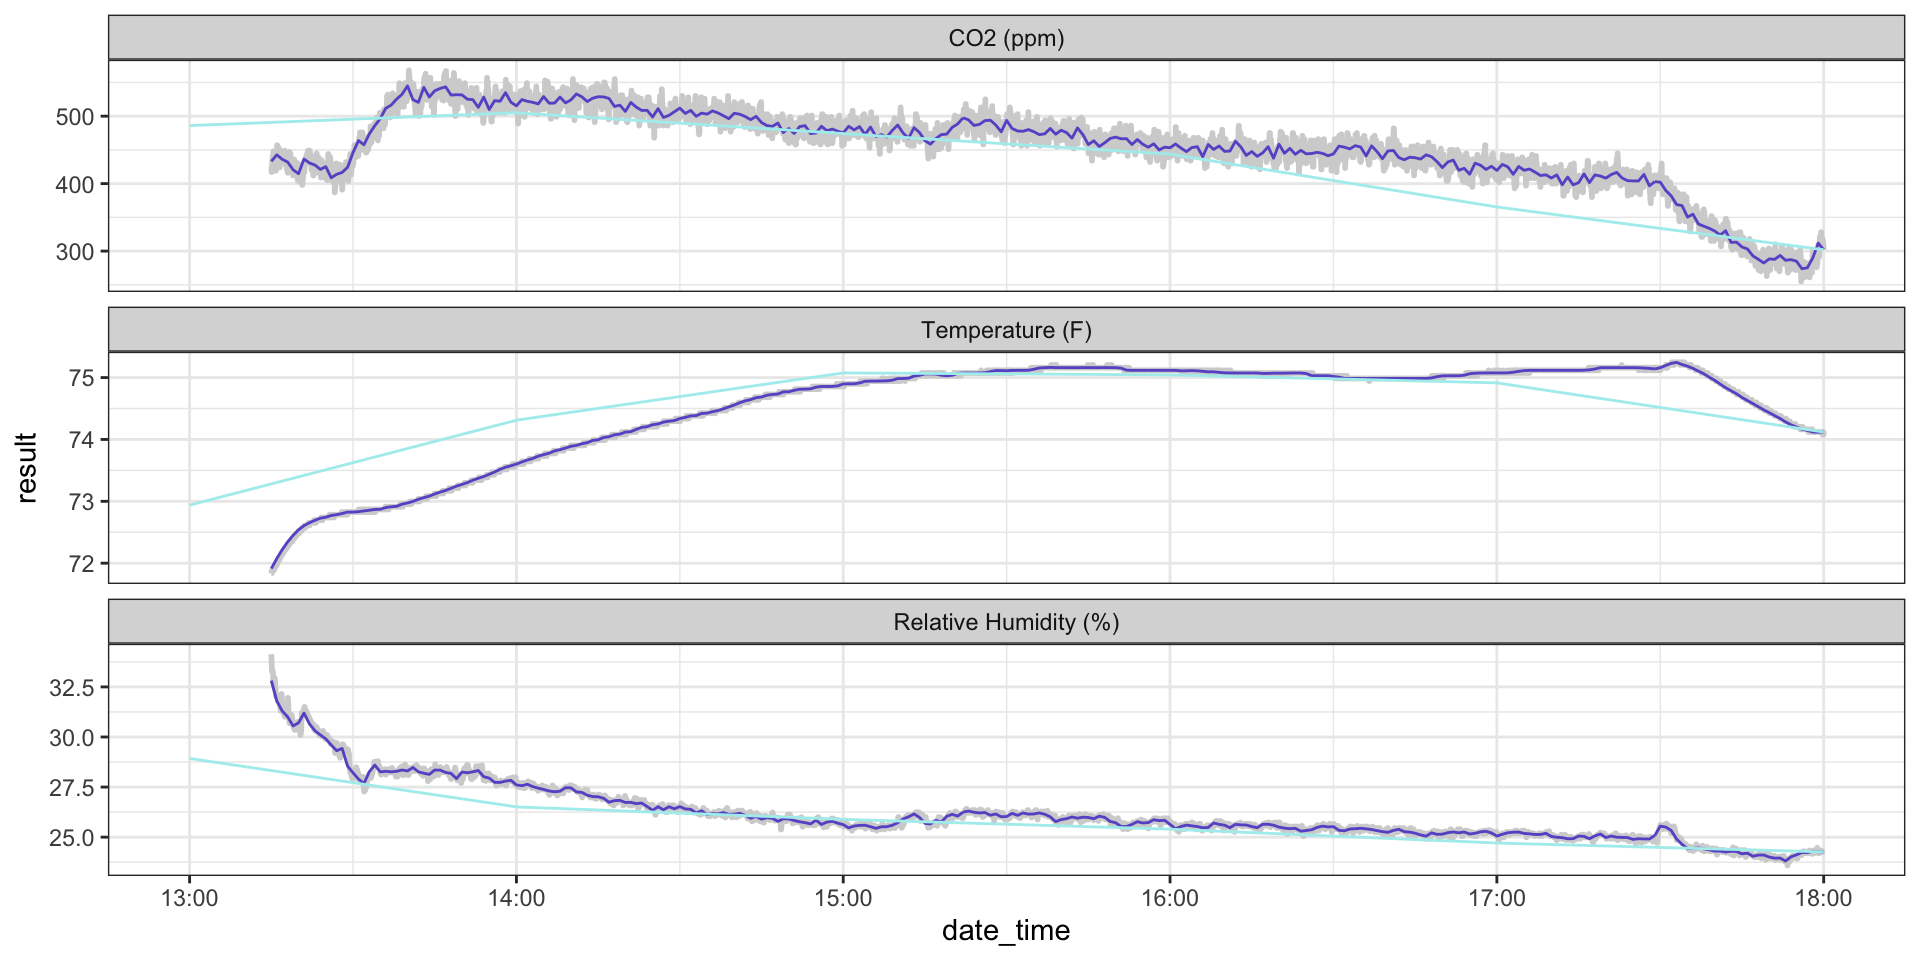 CO2 (ppm)
500
400
300
Temperature (F)
75
74
73
72
Relative Humidity (%)
32.5
30.0
27.5
25.0
13:00 14:00 15:00 16:00 17:00 18:00
date_time
result